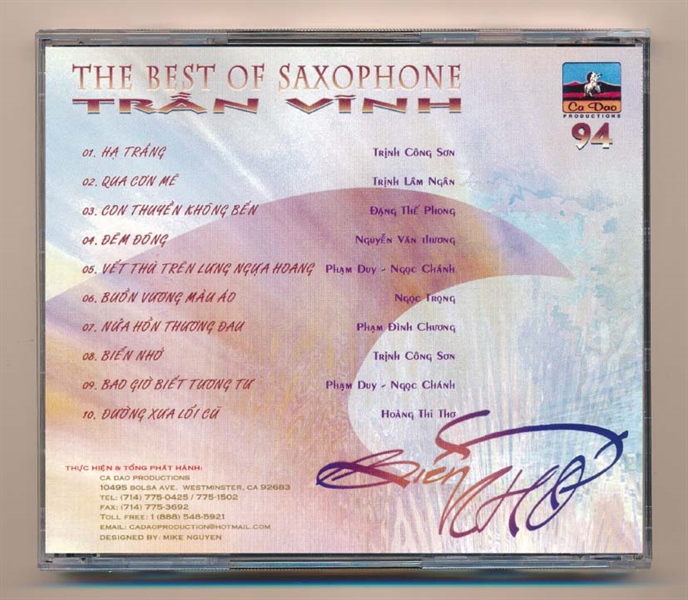 THE BEST OF SAXOPHONE
TRẦN VĨNH
Ca Dao
PRODUCTIONS
94
01. HẠ TRẮNG Trịnh Công Sơn
02. QUA CƠN MÊ Trịnh Lâm Ngân
03. CON THUYỀN KHÔNG BẾN Đặng Thế Phong
04. ĐÊM ĐÔNG Nguyễn Văn Thương
05. VẾT THÙ TRÊN LƯNG NGỰA HOANG Phạm Duy - Ngọc Chánh
06. BUỒN VƯƠNG MÀU ÁO Ngọc Trọng
07. NỬA HỒN THƯƠNG ĐAU Phạm Đình Chương
08. BIỂN NHỚ Trịnh Công Sơn
09. BAO GIỜ BIẾT TƯƠNG TƯ Phạm Duy - Ngọc Chánh
10. ĐƯỜNG XƯA LỐI CŨ Hoàng Thi Thơ
THỰC HIỆN & TỔNG PHÁT HÀNH:
CA DAO PRODUCTIONS
10495 BOLSA AVE. WESTMINSTER, CA 92683
TEL: (714) 775-0425 / 775-1502
FAX: (714) 775-3692
TOLL FREE: 1 (888) 548-5921
EMAIL: CADAOPRODUCTION@HOTMAIL.COM
DESIGNED BY: MIKE NGUYEN
Biển NHỚ